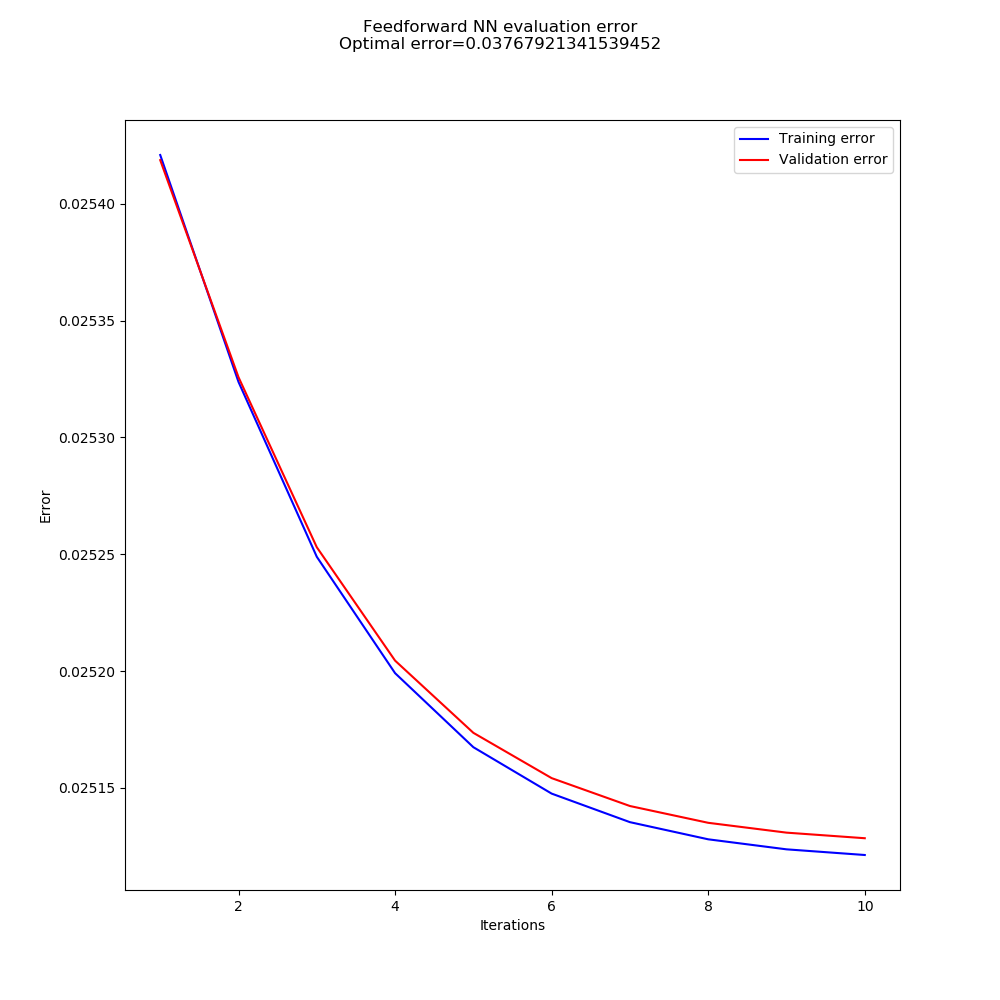 Feedforward NN evaluation error
Optimal error=0.03767921341539452
Training error
Validation error
0.02540
0.02535
0.02530
0.02525
0.02520
0.02515
Error
2 4 6 8 10
Iterations